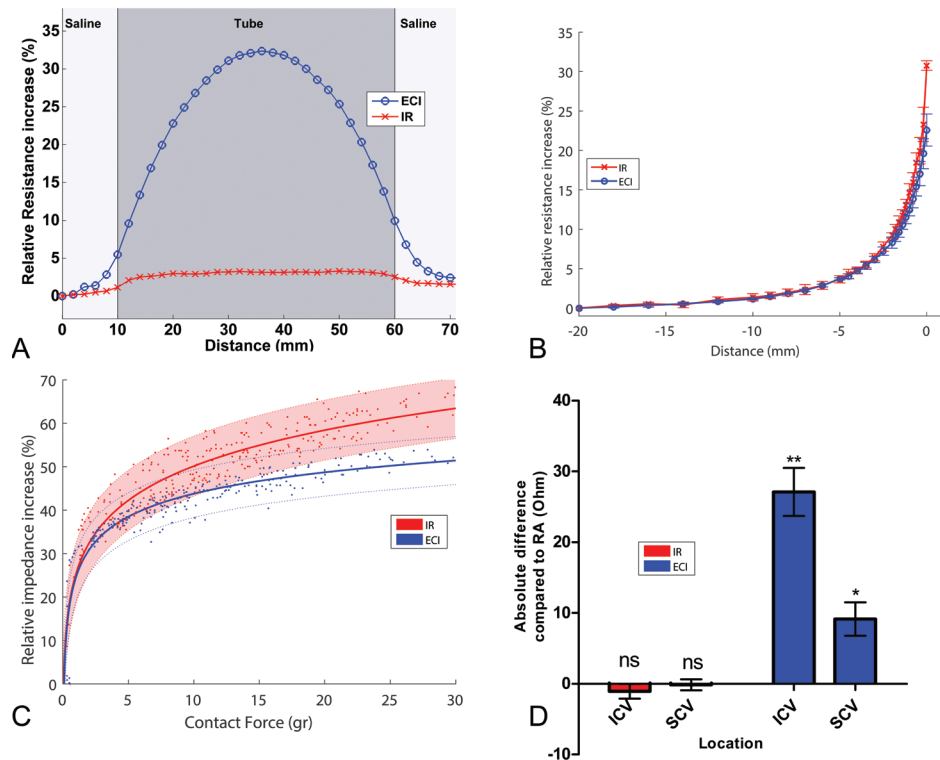 Saline
Tube
Saline
Relative Resistance increase (%)
35
30
25
20
15
10
5
0
ECI
IR
0
10
20
30
40
50
60
70
Distance (mm)
A
Relative resistance increase (%)
35
30
25
20
15
10
5
0
IR
ECI
-20
-15
-10
-5
0
Distance (mm)
B
Relative impedance increase (%)
70
60
50
40
30
20
10
0
IR
ECI
0
5
10
15
20
25
30
Contact Force (gr)
C
Absolute difference
compared to RA (Ohm)
40
30
20
10
0
-10
IR
ECI
ns
ns
**
*
ICV
SCV
ICV
SCV
Location
D